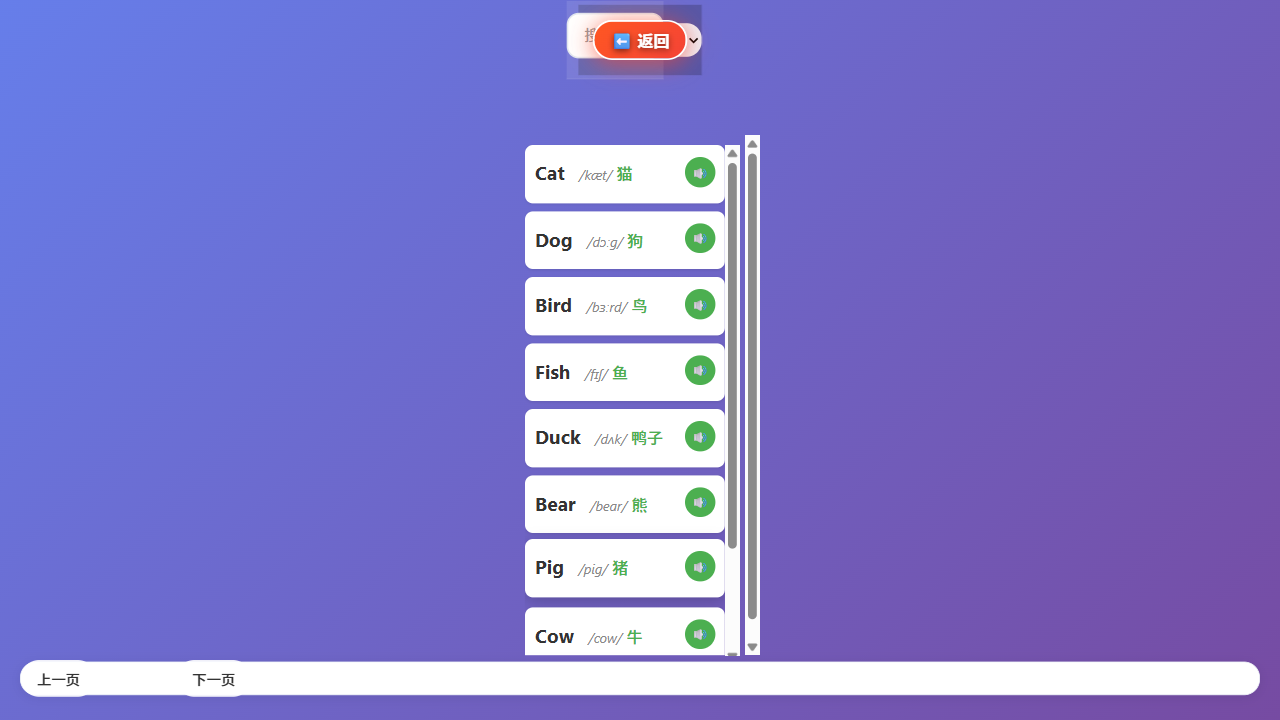 返回
Cat /kæt/ 猫
Dog /dɔːg/ 狗
Bird /bɜːrd/ 鸟
Fish /fɪʃ/ 鱼
Duck /dʌk/ 鸭子
Bear /bear/ 熊
Pig /pig/ 猪
Cow /cow/ 牛
上一页 下一页